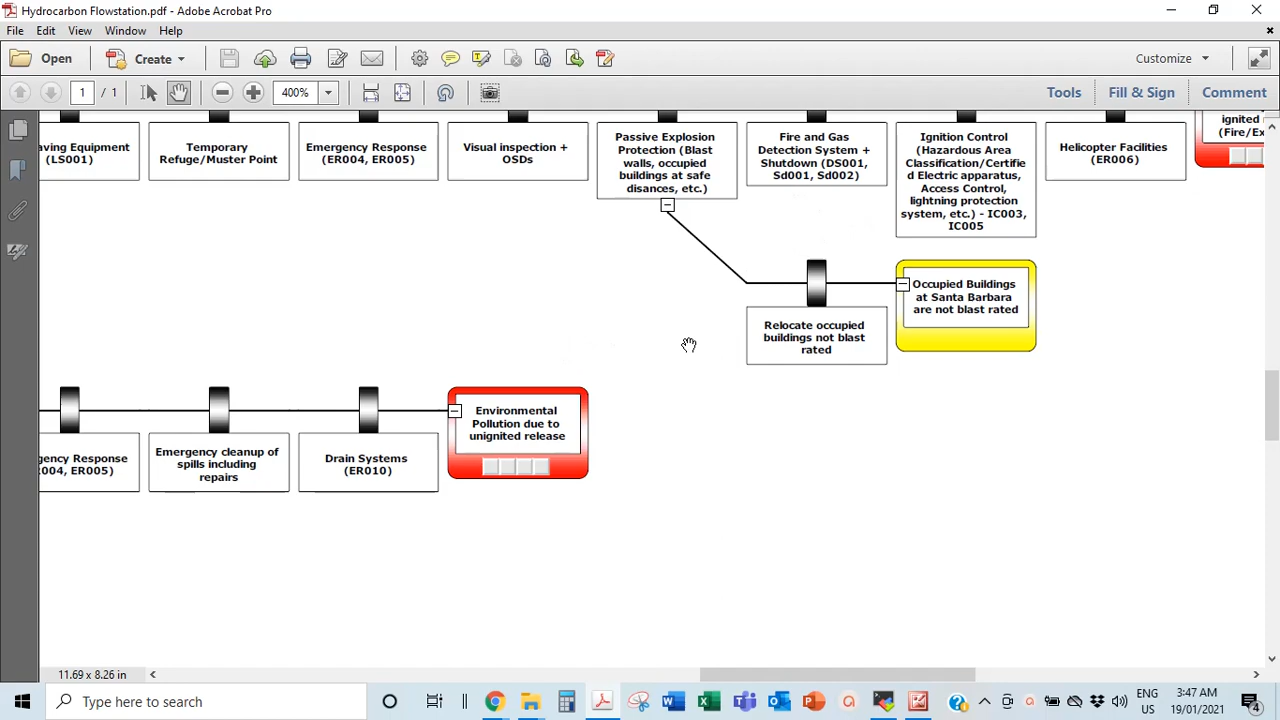 Hydrocarbon Flowstation.pdf - Adobe Acrobat Pro
File Edit View Window Help
Open Create Customize
1 / 1 400% Tools Fill & Sign Comment
aving Equipment
(LS001)
Temporary
Refuge/Muster Point
Emergency Response
(ER004, ER005)
Visual inspection +
OSDs
Passive Explosion
Protection (Blast
walls, occupied
buildings at safe
disances, etc.)
Fire and Gas
Detection System +
Shutdown (DS001,
Sd001, Sd002)
Ignition Control
(Hazardous Area
Classification/Certifie
d Electric apparatus,
Access Control,
lightning protection
system, etc.) - IC003,
IC005
Helicopter Facilities
(ER006)
ignited
(Fire/Ex
Relocate occupied
buildings not blast
rated
Occupied Buildings
at Santa Barbara
are not blast rated
gency Response
004, ER005)
Emergency cleanup of
spills including
repairs
Drain Systems
(ER010)
Environmental
Pollution due to
unignited release
11.69 x 8.26 in
Type here to search
ENG
US
3:47 AM
19/01/2021
4